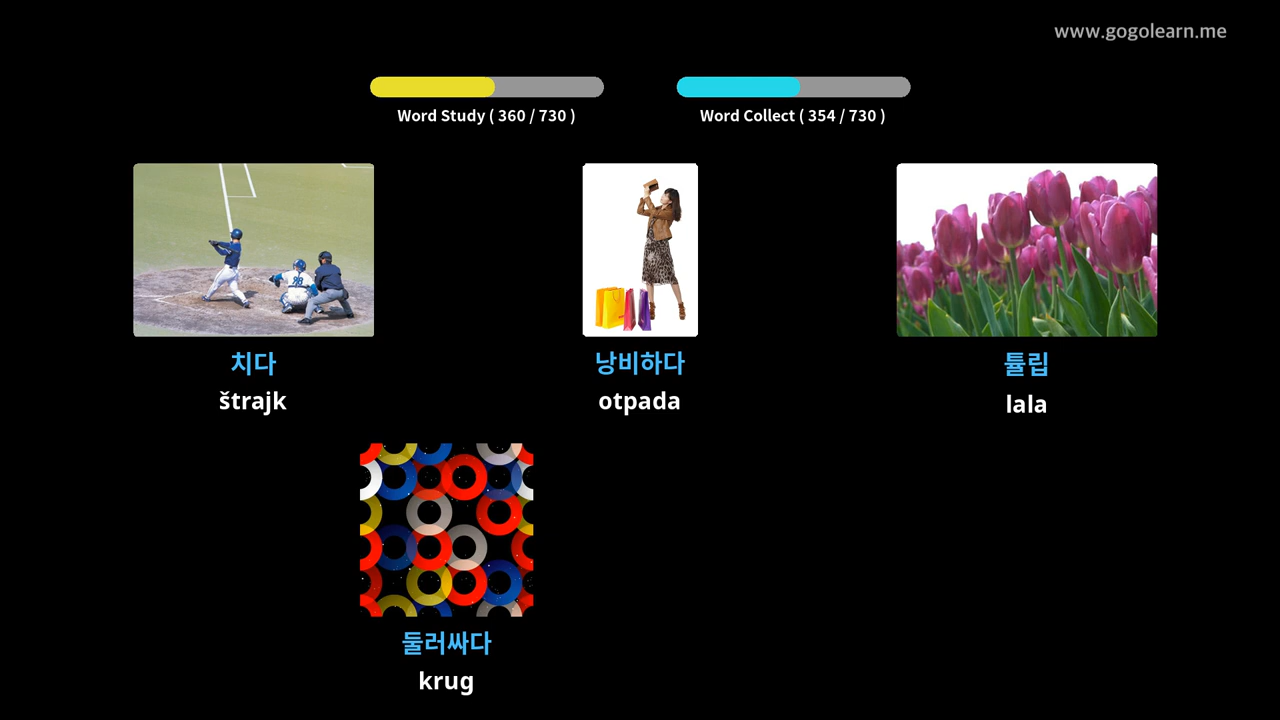 www.gogolearn.me
Word Study ( 360 / 730 )
Word Collect ( 354 / 730 )
치다
štrajk
낭비하다
otpada
튤립
lala
둘러싸다
krug